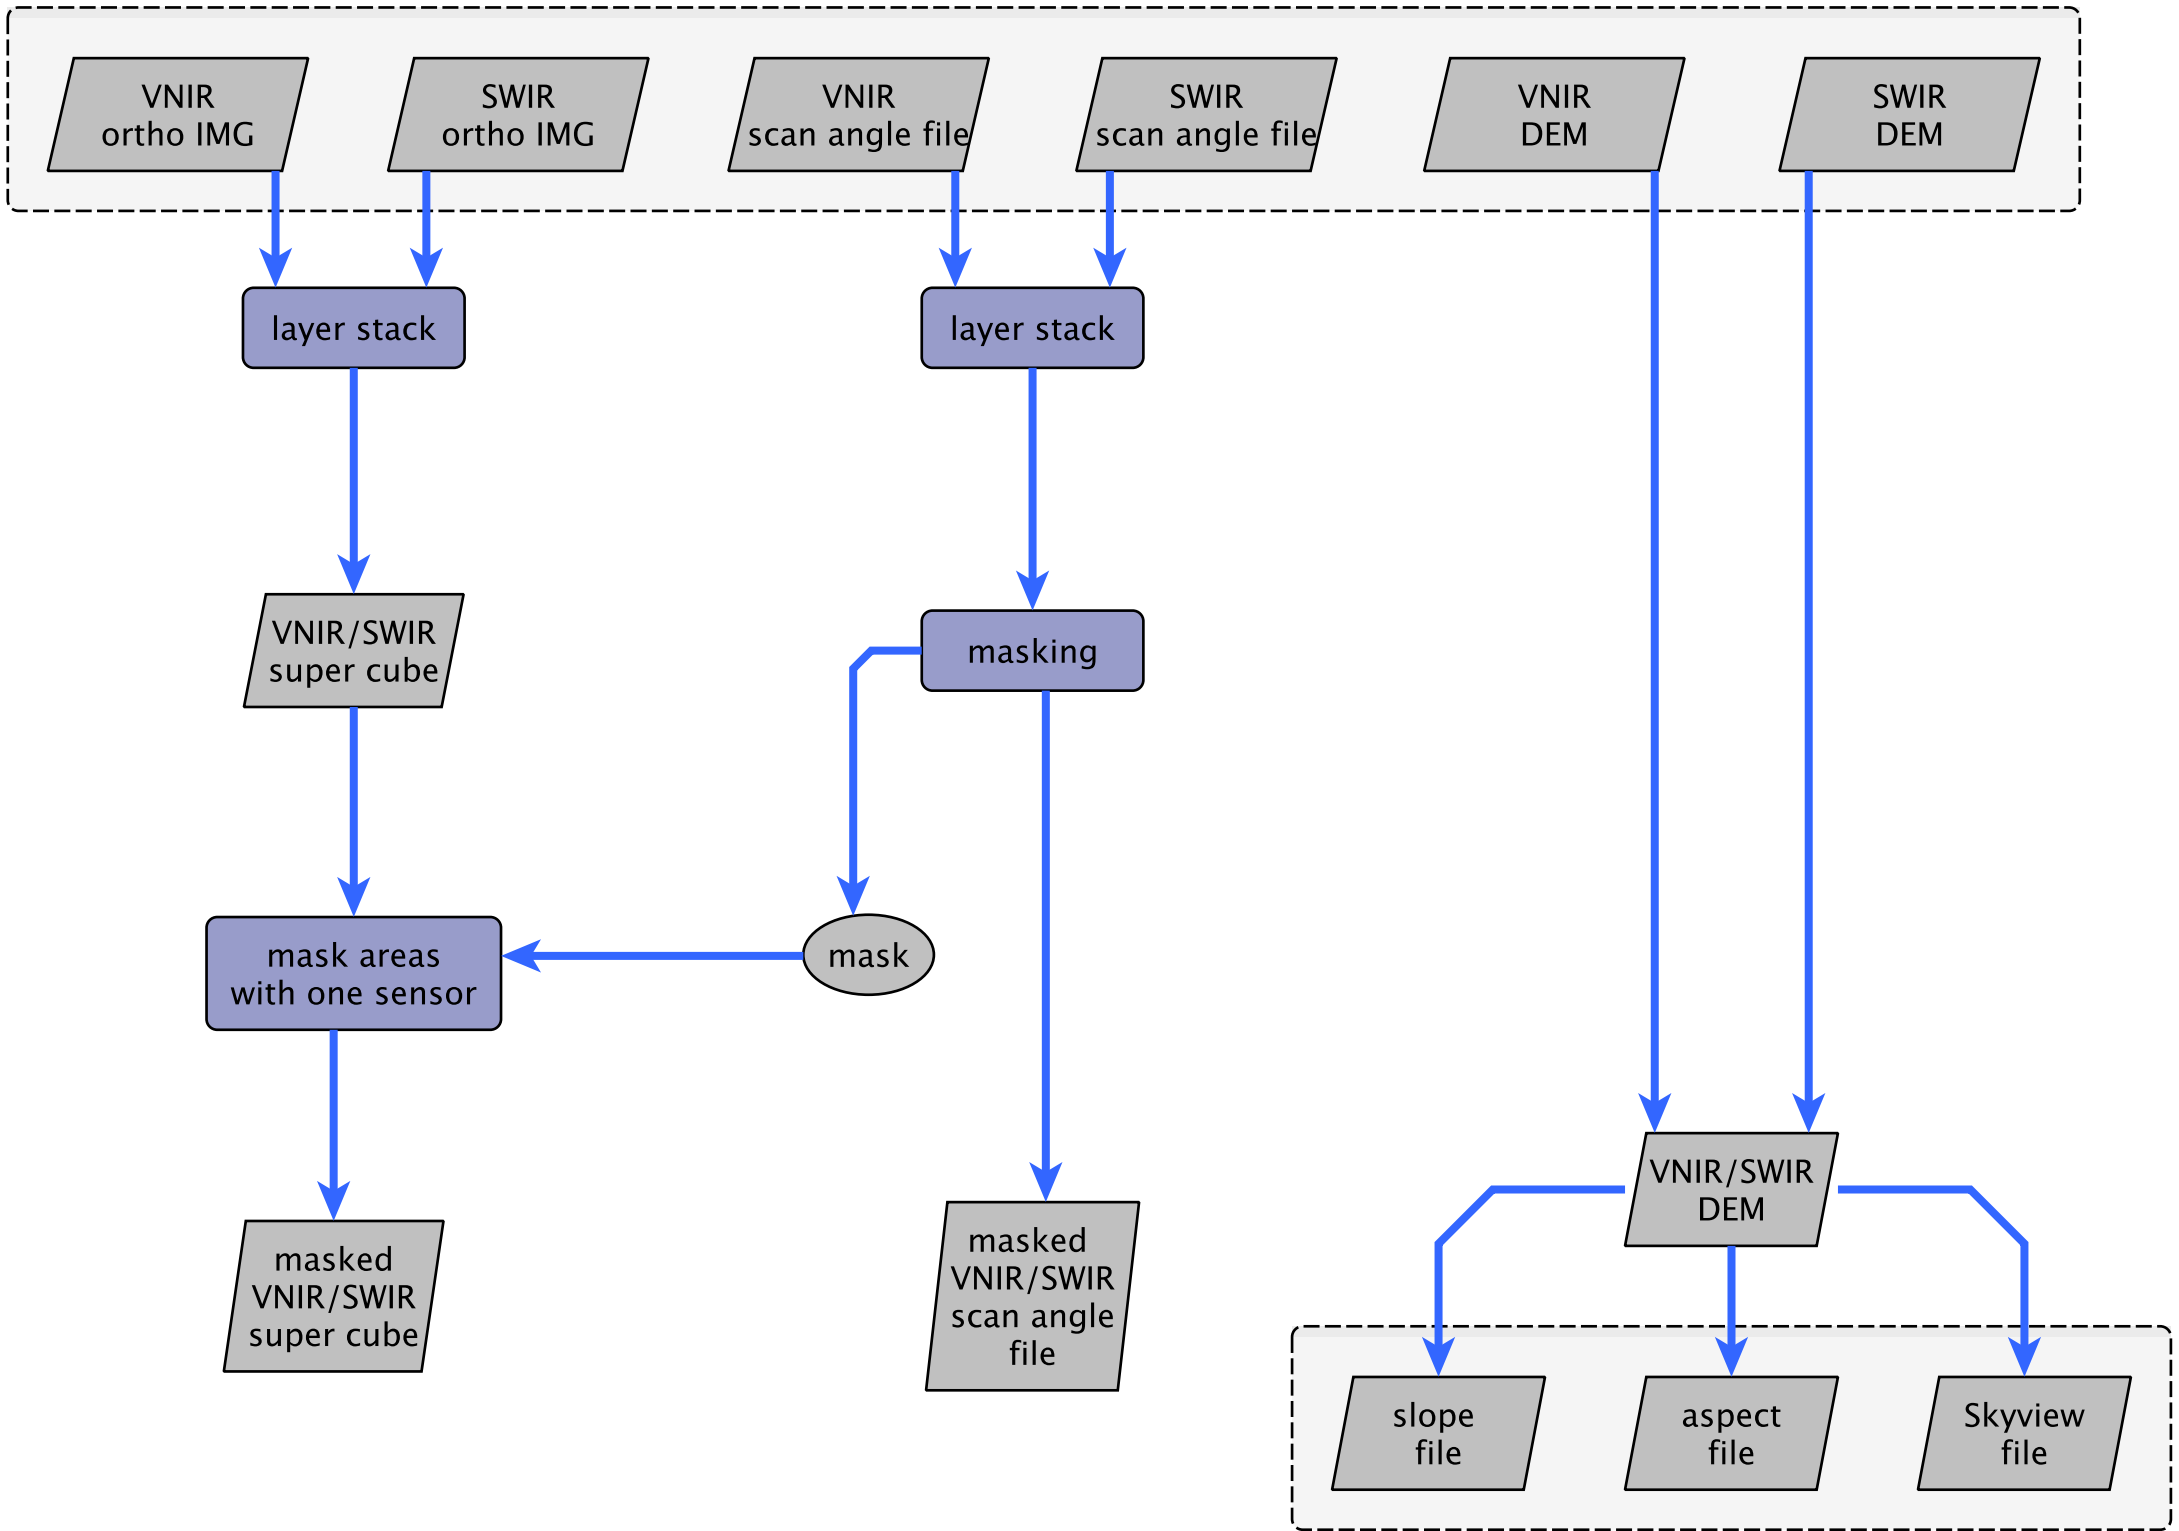 VNIR
ortho IMG
SWIR
ortho IMG
VNIR
scan angle file
SWIR
scan angle file
VNIR
DEM
SWIR
DEM
layer stack
layer stack
VNIR/SWIR
super cube
masking
mask areas
with one sensor
mask
VNIR/SWIR
DEM
masked
VNIR/SWIR
super cube
masked
VNIR/SWIR
scan angle
file
slope
file
aspect
file
Skyview
file